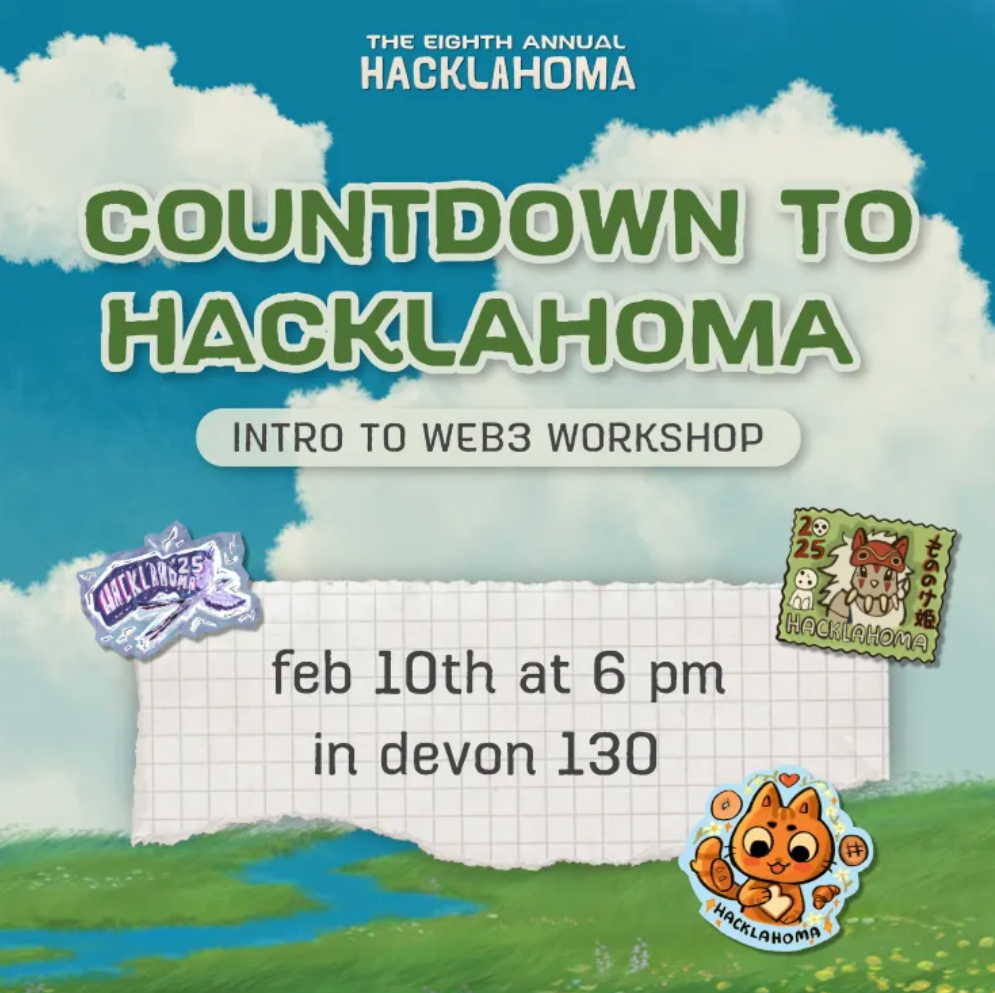 THE EIGHTH ANNUAL
HACKLAHOMA
COUNTDOWN TO
HACKLAHOMA
INTRO TO WEB3 WORKSHOP
HACKLAHOMA '25
20
25
もののけ姫
HACKLAHOMA
feb 10th at 6 pm
in devon 130
HACKLAHOMA